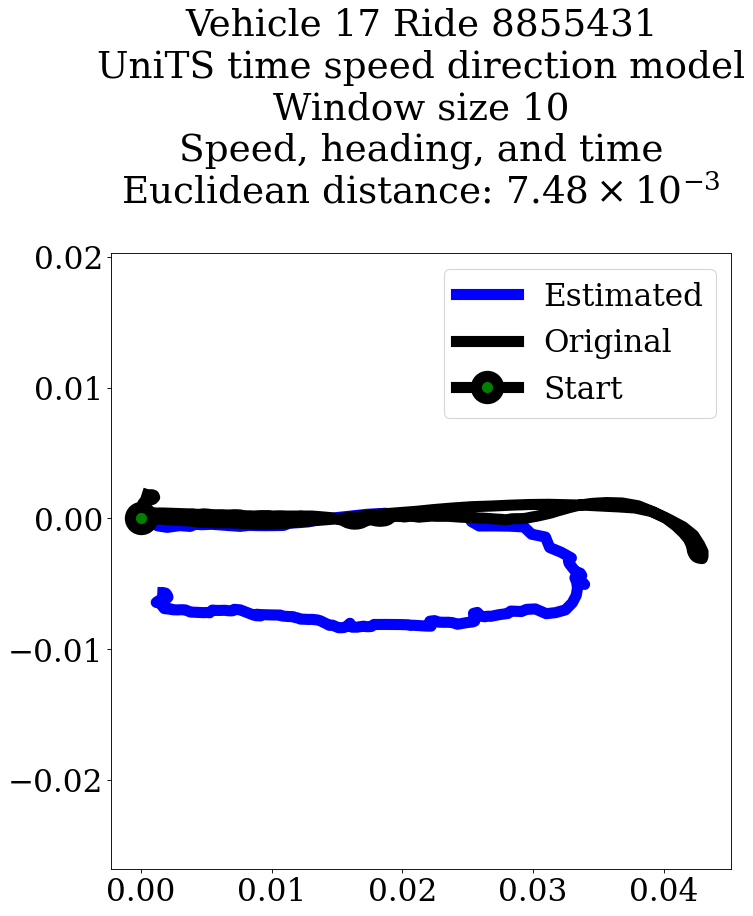 Vehicle 17 Ride 8855431
UniTS time speed direction model
Window size 10
Speed, heading, and time
Euclidean distance: 7.48 × 10⁻³
0.02
0.01
0.00
−0.01
−0.02
Estimated
Original
Start
0.00 0.01 0.02 0.03 0.04